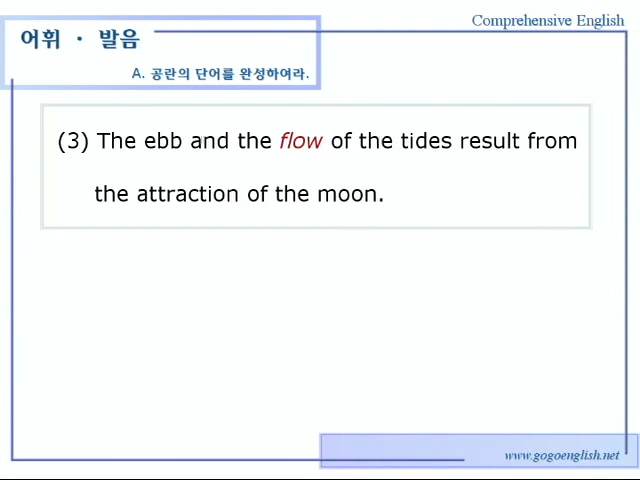 Comprehensive English
어휘 · 발음
A. 공란의 단어를 완성하여라.
(3) The ebb and the flow of the tides result from
the attraction of the moon.
www.gogoenglish.net